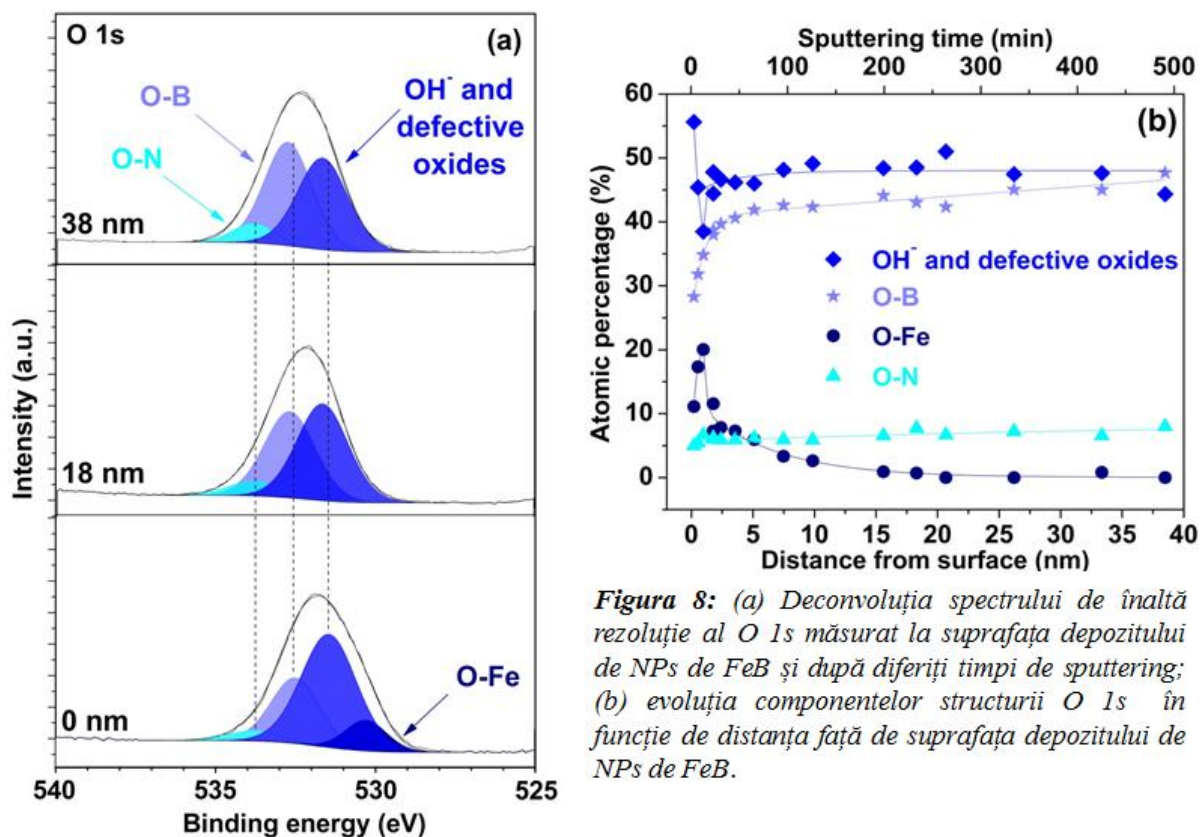 O 1s
(a)
O-B
OH⁻ and
defective
oxides
O-N
38 nm
18 nm
O-Fe
0 nm
Intensity (a.u.)
540 535 530 525
Binding energy (eV)
Sputtering time (min)
0 100 200 300 400 500
(b)
60
50
40
30
20
10
0
Atomic percentage (%)
OH⁻ and defective oxides
O-B
O-Fe
O-N
0 5 10 15 20 25 30 35 40
Distance from surface (nm)
Figura 8: (a) Deconvoluția spectrului de înaltă
rezoluție al O 1s măsurat la suprafața depozitului
de NPs de FeB și după diferiți timpi de sputtering;
(b) evoluția componentelor structurii O 1s în
funcție de distanța față de suprafața depozitului de
NPs de FeB.